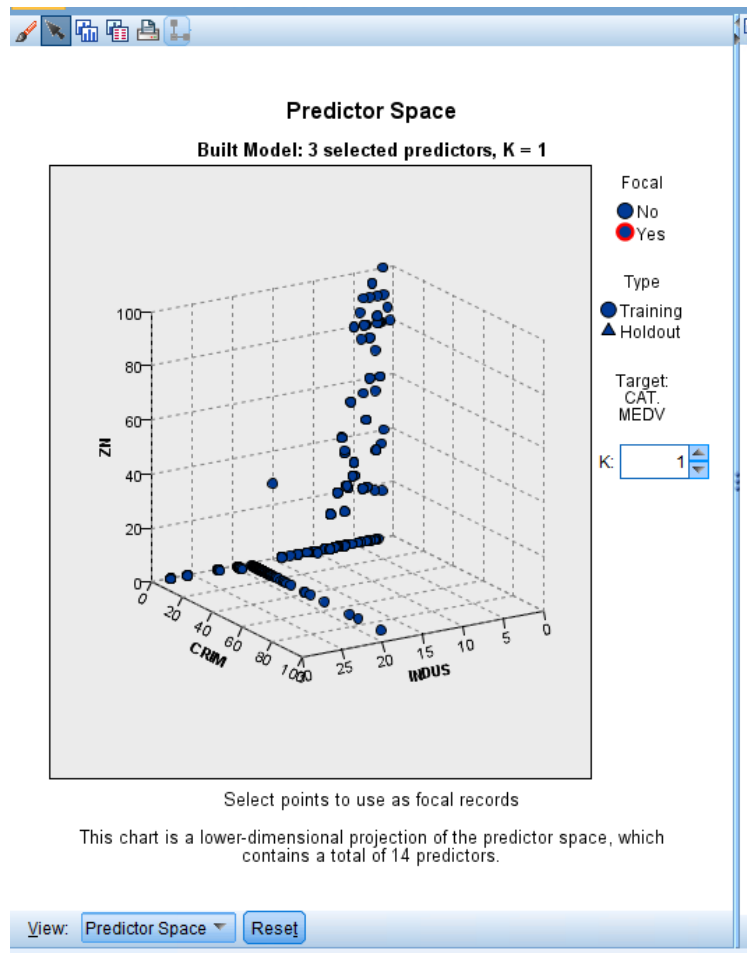 Predictor Space
Built Model: 3 selected predictors, K = 1
Focal
No
Yes
Type
Training
Holdout
Target:
CAT.
MEDV
K: 1
100
80
60
40
20
0
ZN
0
20
40
60
80
100
CRIM
30
25
20
15
10
5
0
INDUS
Select points to use as focal records
This chart is a lower-dimensional projection of the predictor space, which
contains a total of 14 predictors.
View: Predictor Space Reset